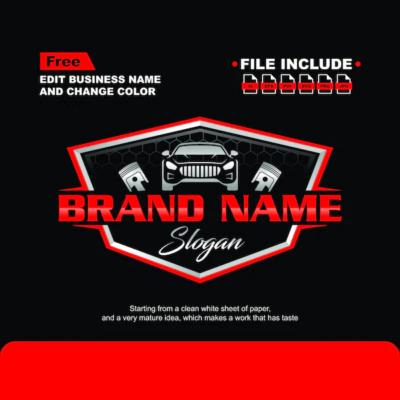 Free
EDIT BUSINESS NAME
AND CHANGE COLOR
• FILE INCLUDE •
BRAND NAME
Slogan
Starting from a clean white sheet of paper,
and a very mature idea, which makes a work that has taste